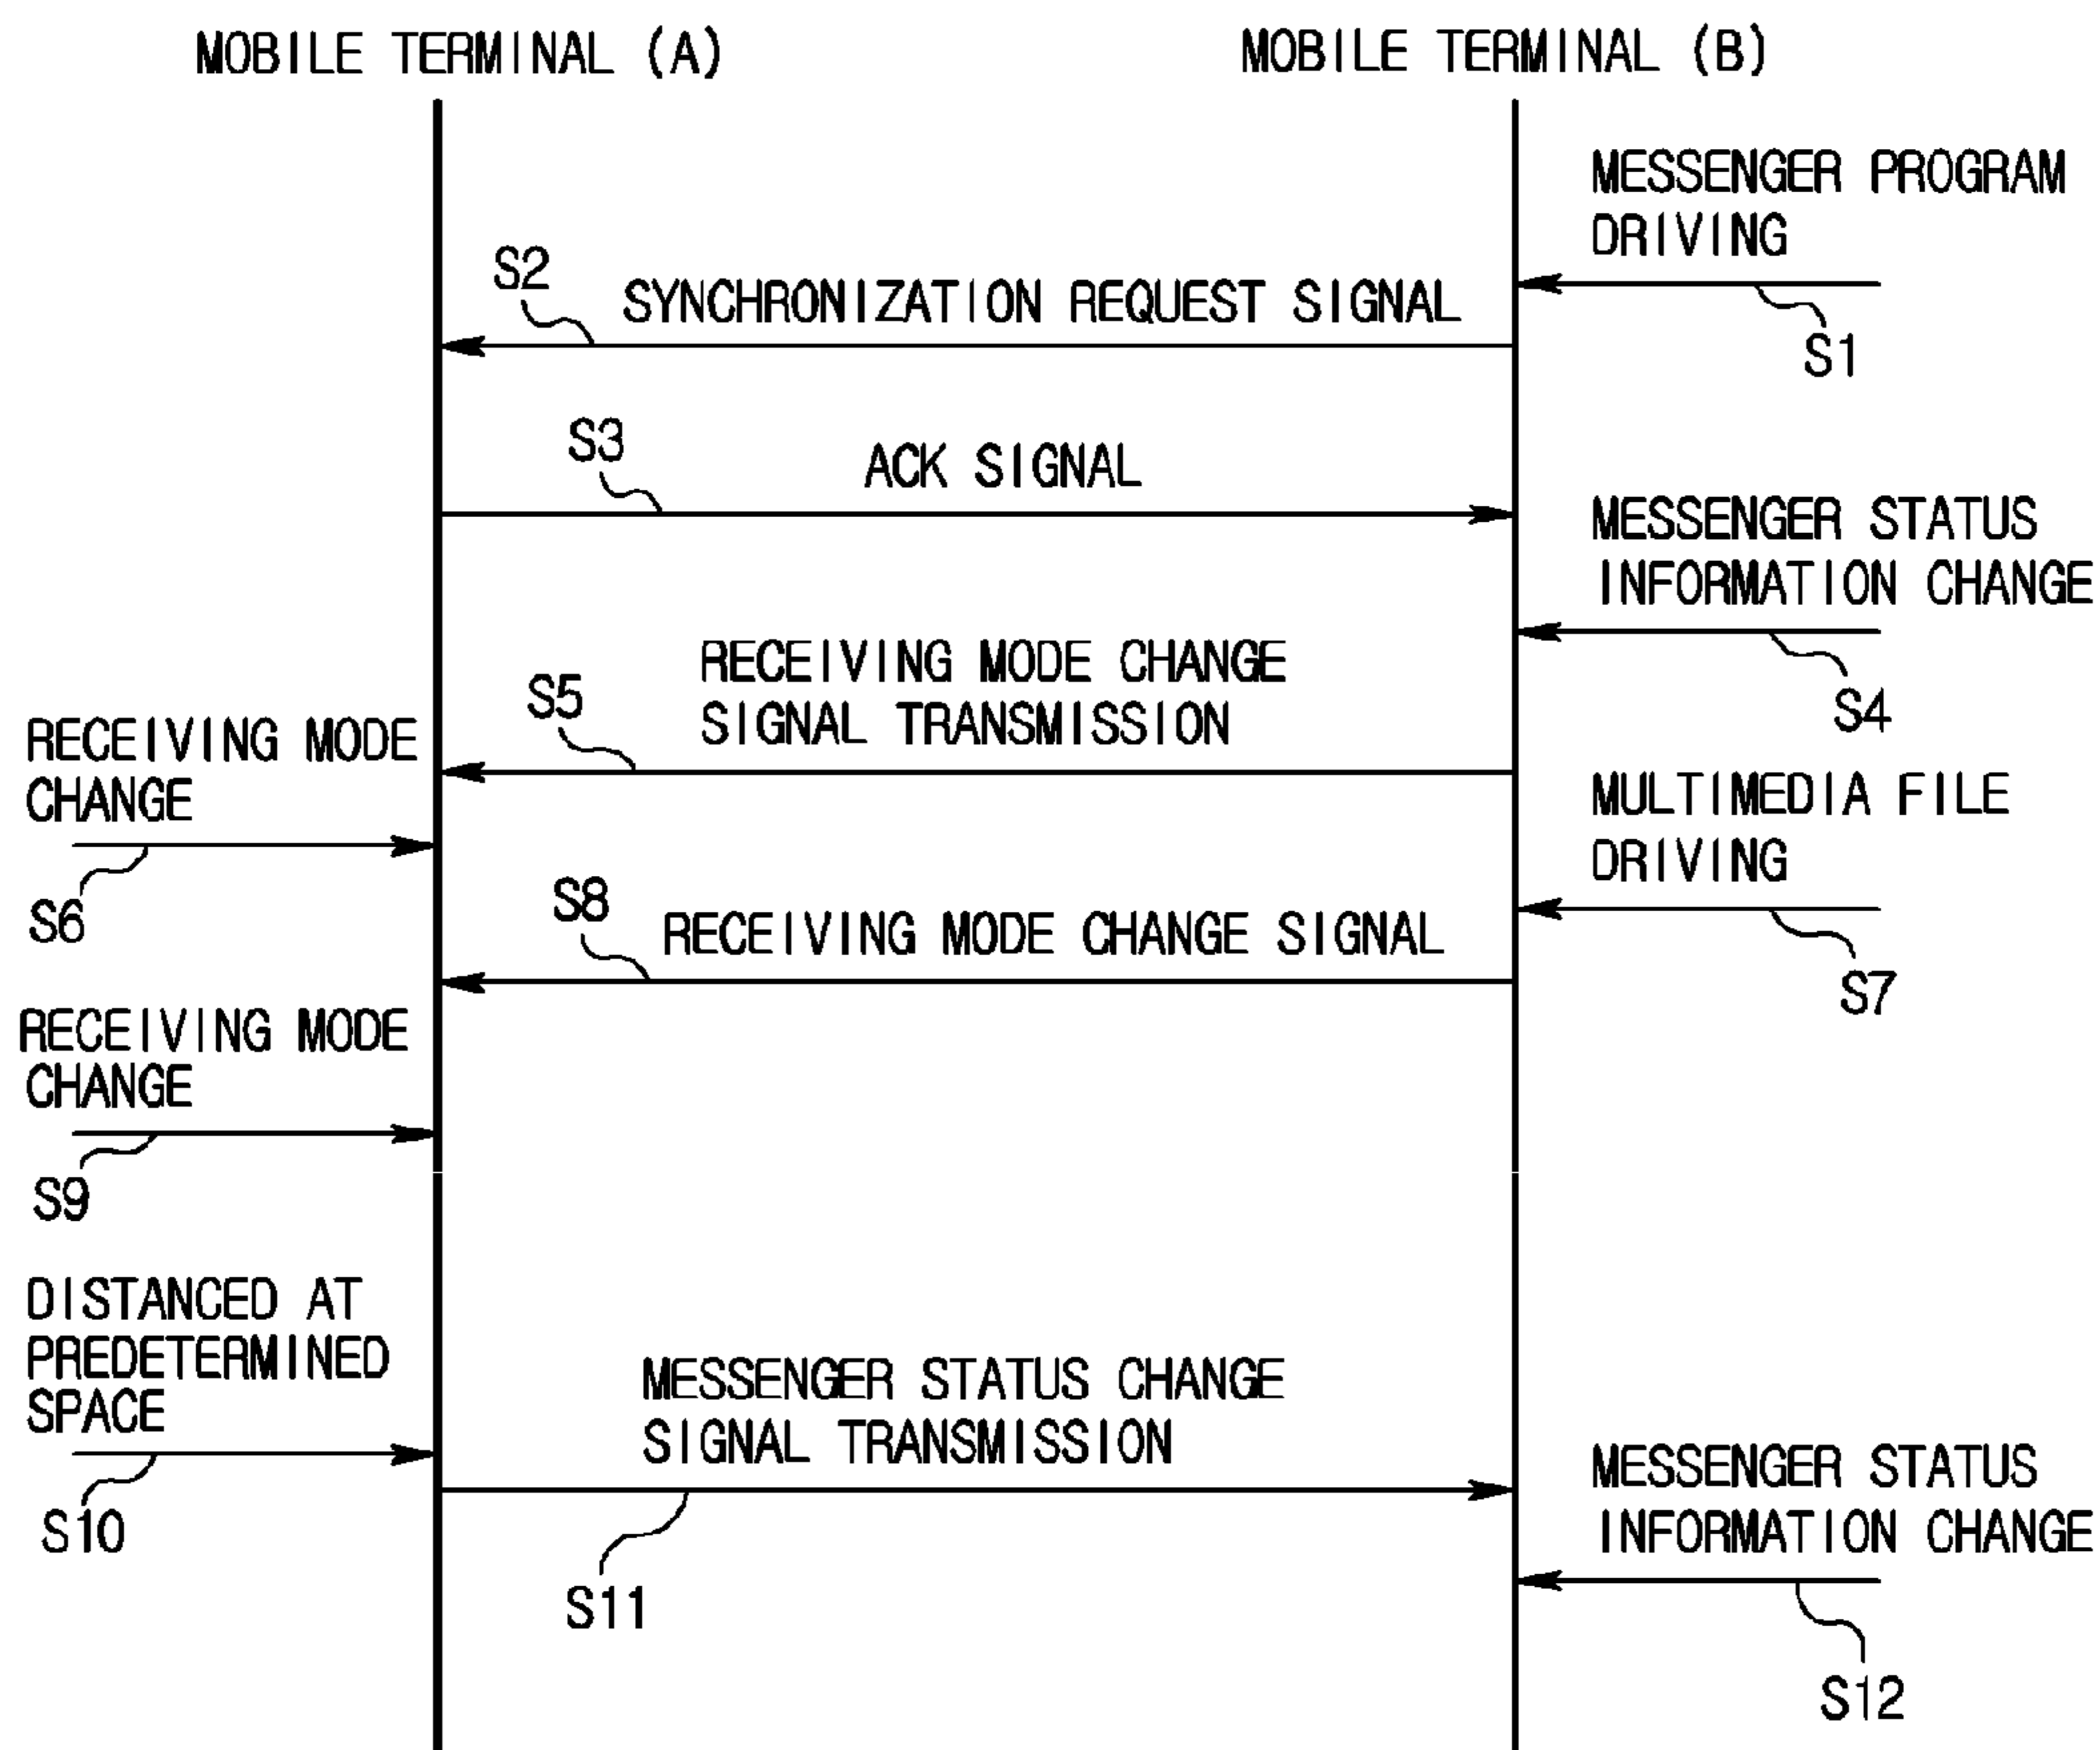 MOBILE TERMINAL (A)
MOBILE TERMINAL (B)
MESSENGER PROGRAM
DRIVING
S1
S2
SYNCHRONIZATION REQUEST SIGNAL
S3
ACK SIGNAL
MESSENGER STATUS
INFORMATION CHANGE
S4
RECEIVING MODE CHANGE
SIGNAL TRANSMISSION
S5
RECEIVING MODE
CHANGE
S6
MULTIMEDIA FILE
DRIVING
S7
S8
RECEIVING MODE CHANGE SIGNAL
RECEIVING MODE
CHANGE
S9
DISTANCED AT
PREDETERMINED
SPACE
S10
MESSENGER STATUS CHANGE
SIGNAL TRANSMISSION
S11
MESSENGER STATUS
INFORMATION CHANGE
S12